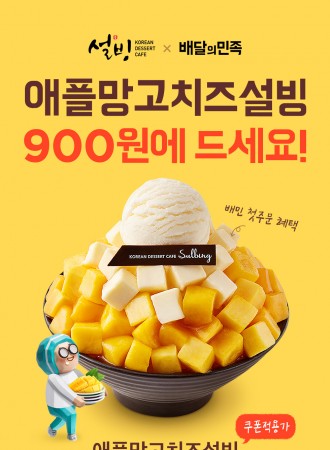 설빙 KOREAN DESSERT CAFE × 배달의민족
애플망고치즈설빙
900원에 드세요!
배민 첫주문 혜택
KOREAN DESSERT CAFE Sulbing
쿠폰적용가
애플망고치즈설빙